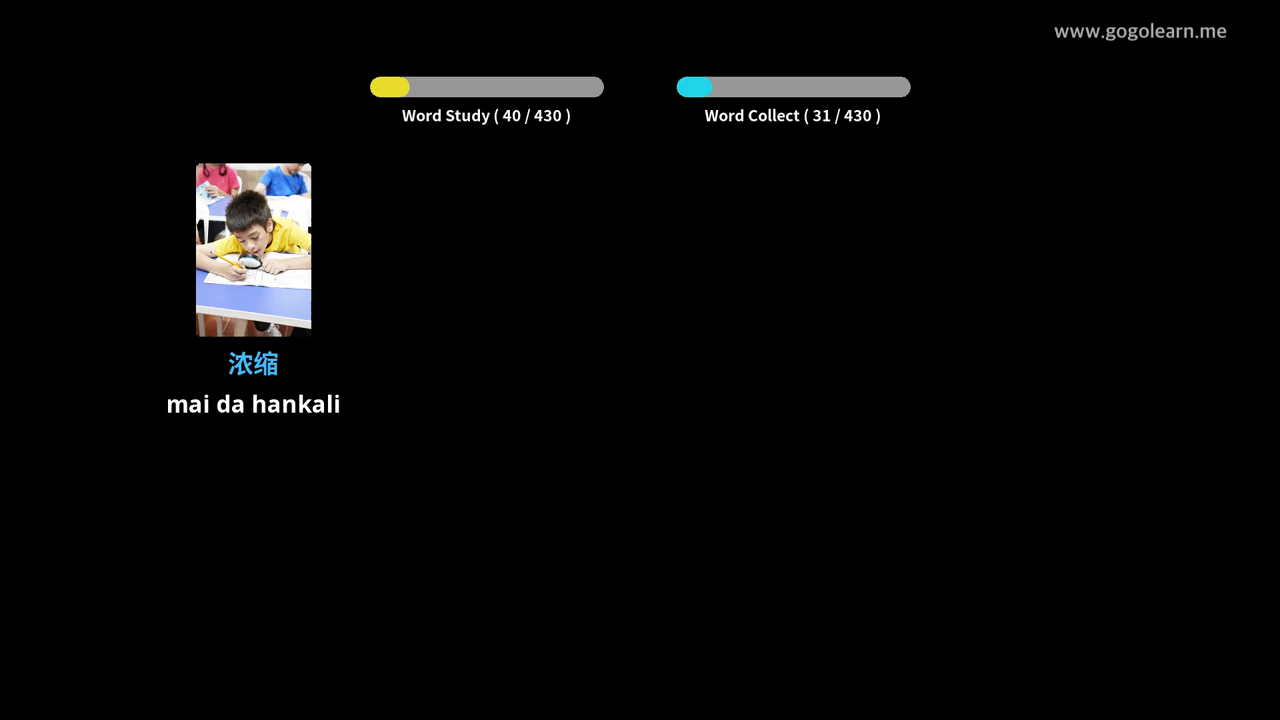 www.gogolearn.me
Word Study ( 40 / 430 )
Word Collect ( 31 / 430 )
浓缩
mai da hankali